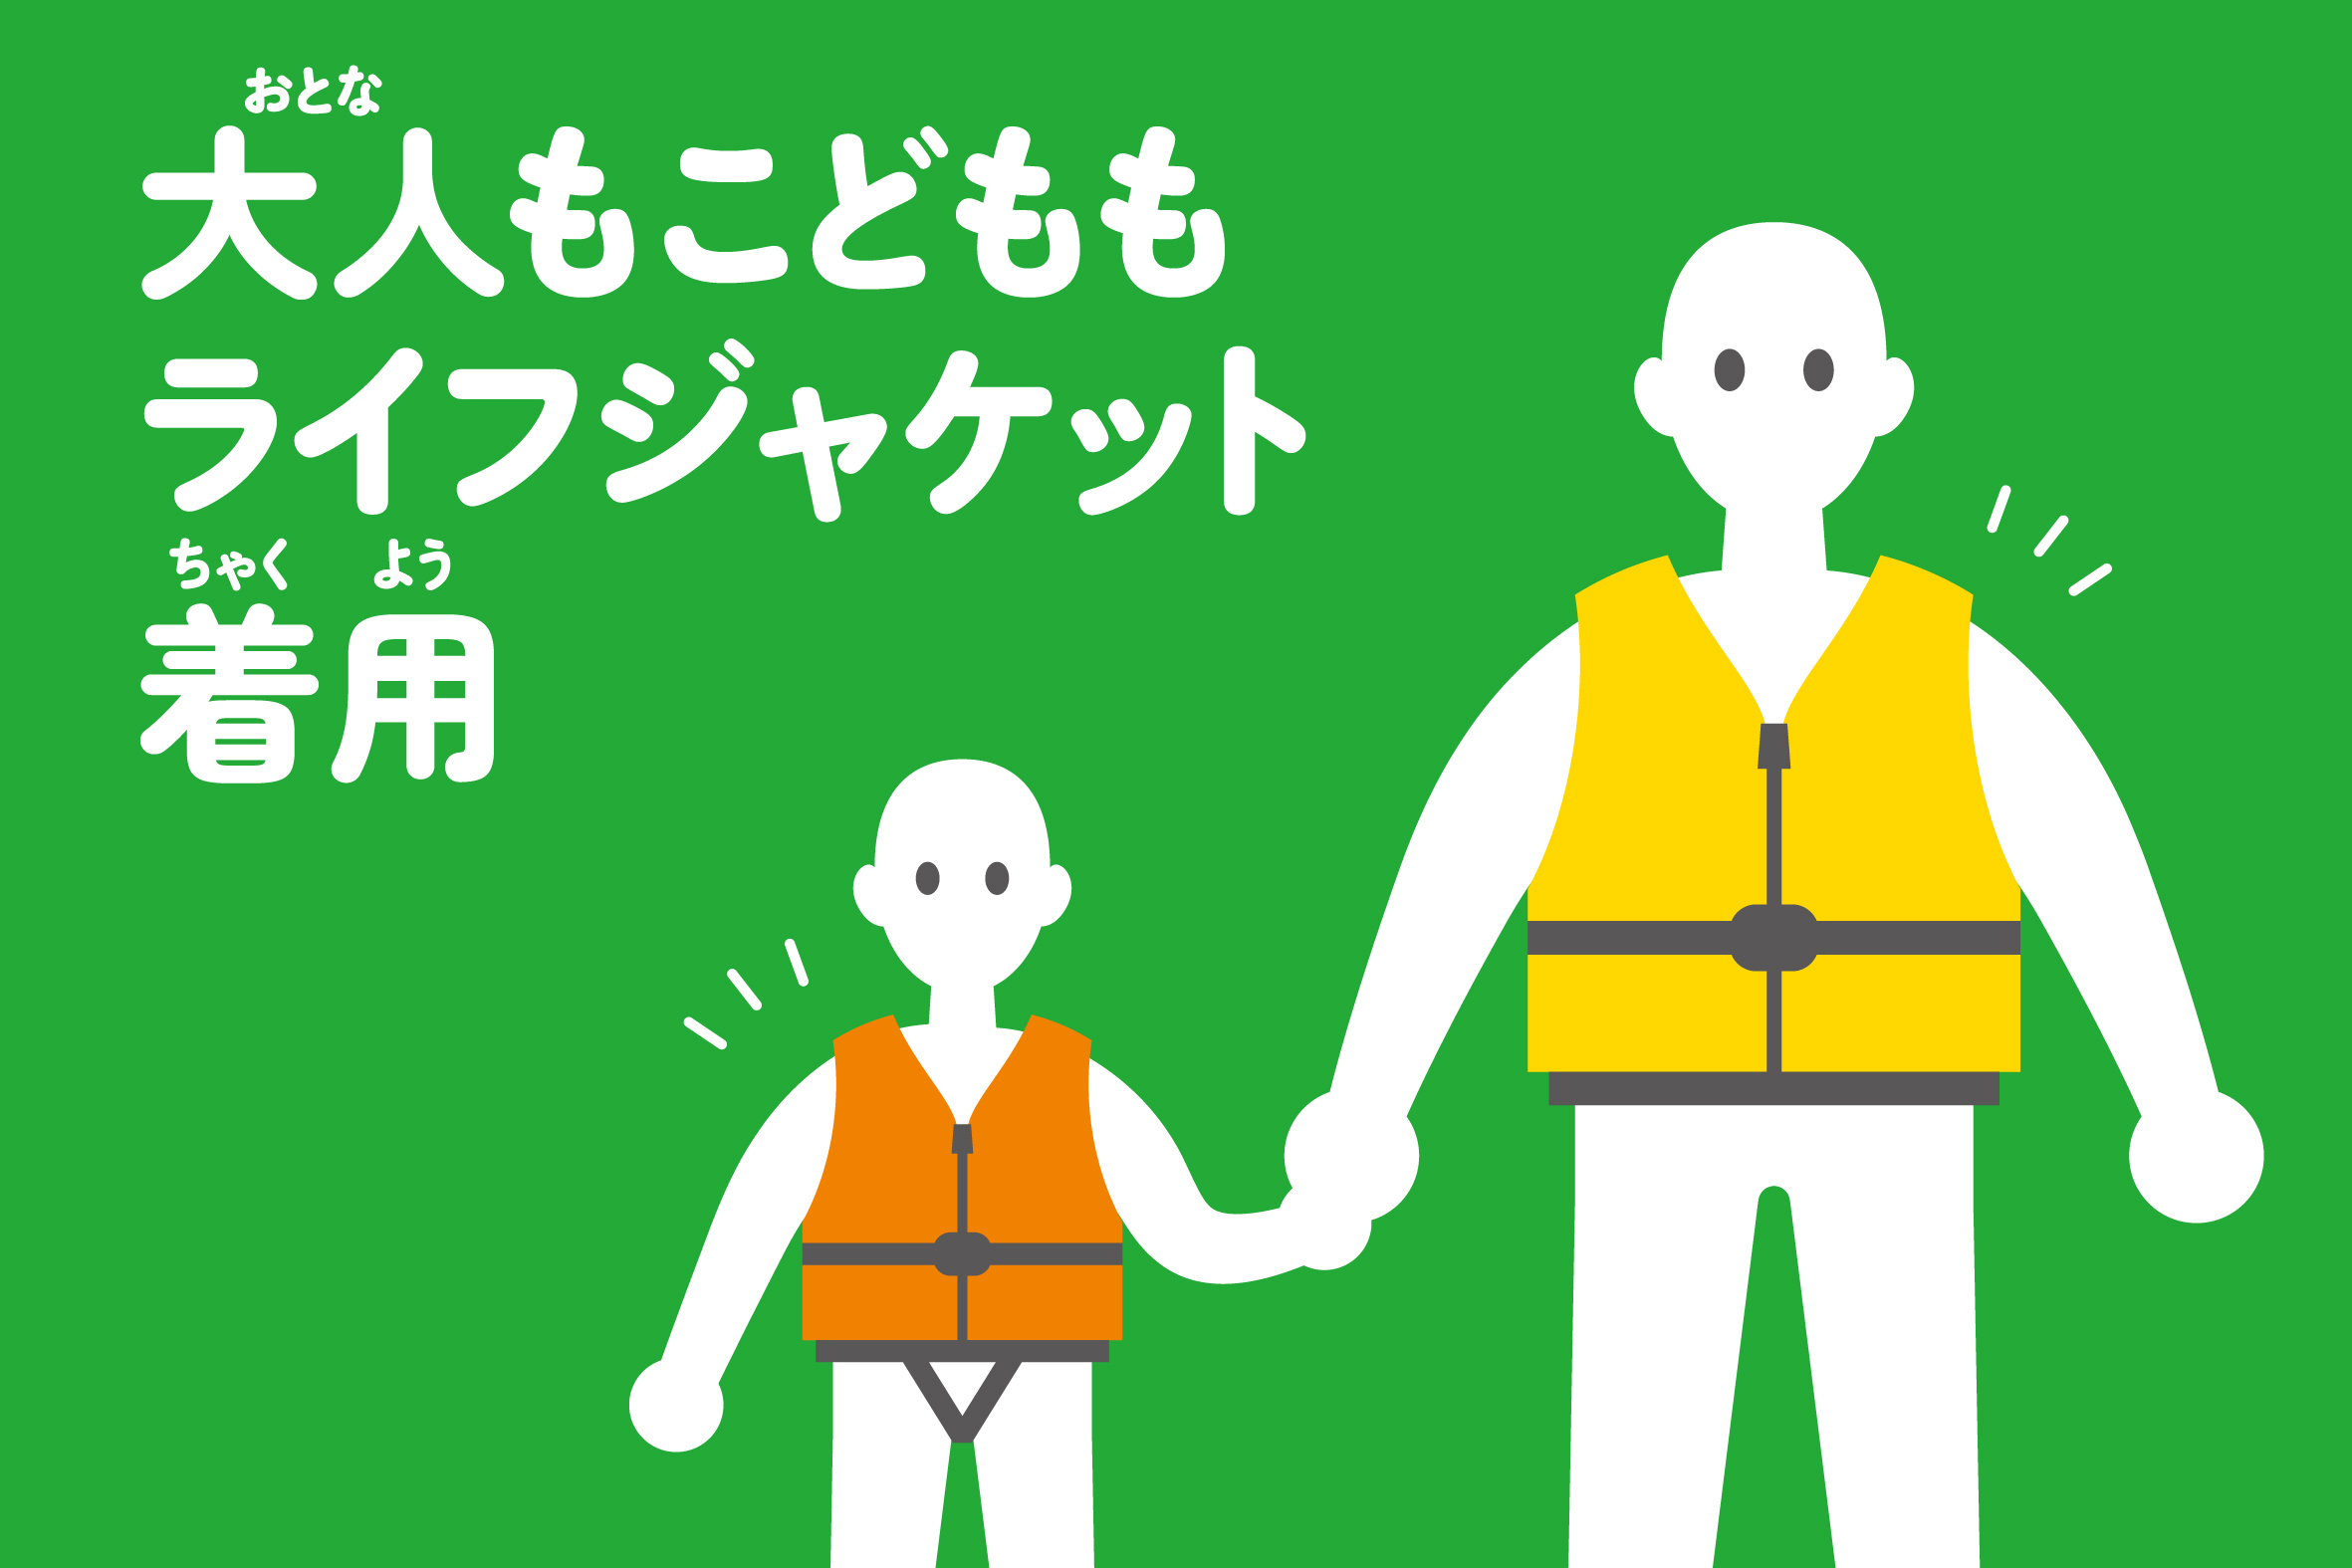 おとな
大人もこどもも
ライフジャケット
ちゃく よう
着用